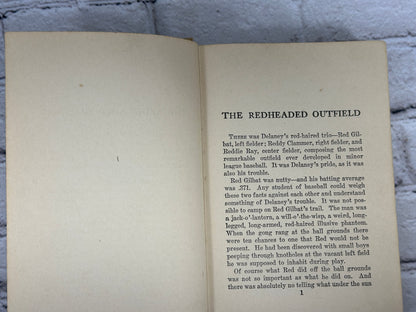 THE REDHEADED OUTFIELD
THERE was Delaney's red-haired trio—Red Gil-
bat, left fielder; Reddy Clammer, right fielder, and
Reddie Ray, center fielder, composing the most
remarkable outfield ever developed in minor
league baseball. It was Delaney's pride, as it was
also his trouble.
Red Gilbat was nutty—and his batting average
was .371. Any student of baseball could weigh
these two facts against each other and understand
something of Delaney's trouble. It was not pos-
sible to camp on Red Gilbat's trail. The man was
a jack-o'-lantern, a will-o'-the-wisp, a weird, long-
legged, long-armed, red-haired illusive phantom.
When the gong rang at the ball grounds there
were ten chances to one that Red would not be
present. He had been discovered with small boys
peeping through knotholes at the vacant left field
he was supposed to inhabit during play.
Of course what Red did off the ball grounds
was not so important as what he did on. And
there was absolutely no telling what under the sun
1